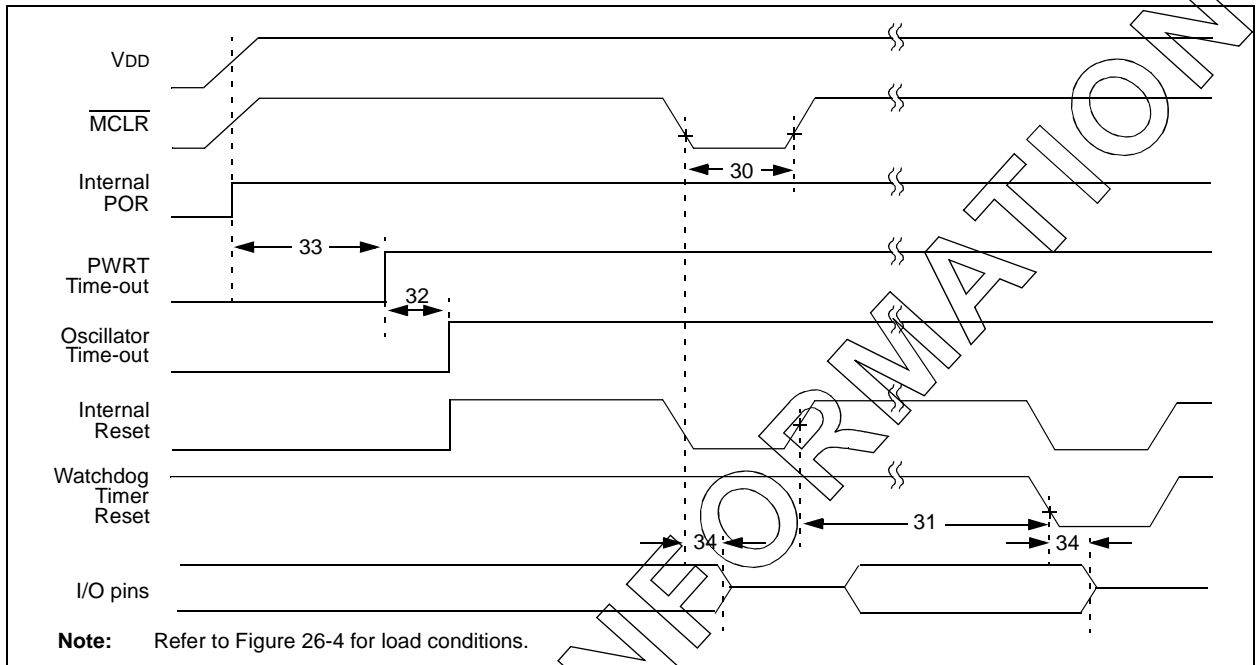 VDD
MCLR
30
Internal
POR
33
PWRT
Time-out
32
Oscillator
Time-out
Internal
Reset
Watchdog
Timer
Reset
31
34
34
I/O pins
Note: Refer to Figure 26-4 for load conditions.
NFORMATION